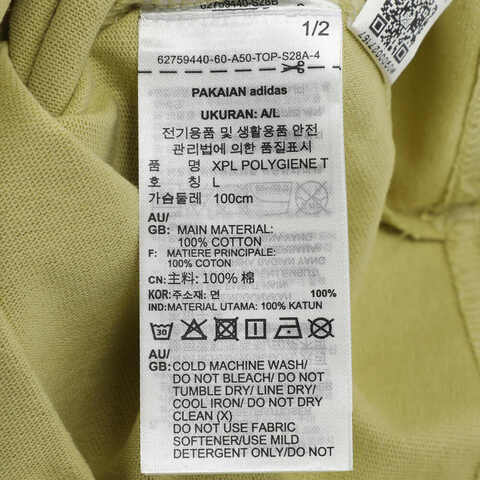 62759440-S28B
1/2
62759440-60-A50-TOP-S28A-4
PAKAIAN adidas
UKURAN: A/L
전기용품 및 생활용품 안전
관리법에 의한 품질표시
품 명 XPL POLYGIENE T
호 칭 L
가슴둘레 100cm
AU/
GB: MAIN MATERIAL:
100% COTTON
F: MATIERE PRINCIPALE:
100% COTON
CN: 主料: 100% 棉
KOR: 주소재: 면 100%
IND: MATERIAL UTAMA: 100% KATUN
30
AU/
GB: COLD MACHINE WASH/
DO NOT BLEACH/ DO NOT
TUMBLE DRY/ LINE DRY/
COOL IRON/ DO NOT DRY
CLEAN (X)
DO NOT USE FABRIC
SOFTENER/USE MILD
DETERGENT ONLY/DO NOT